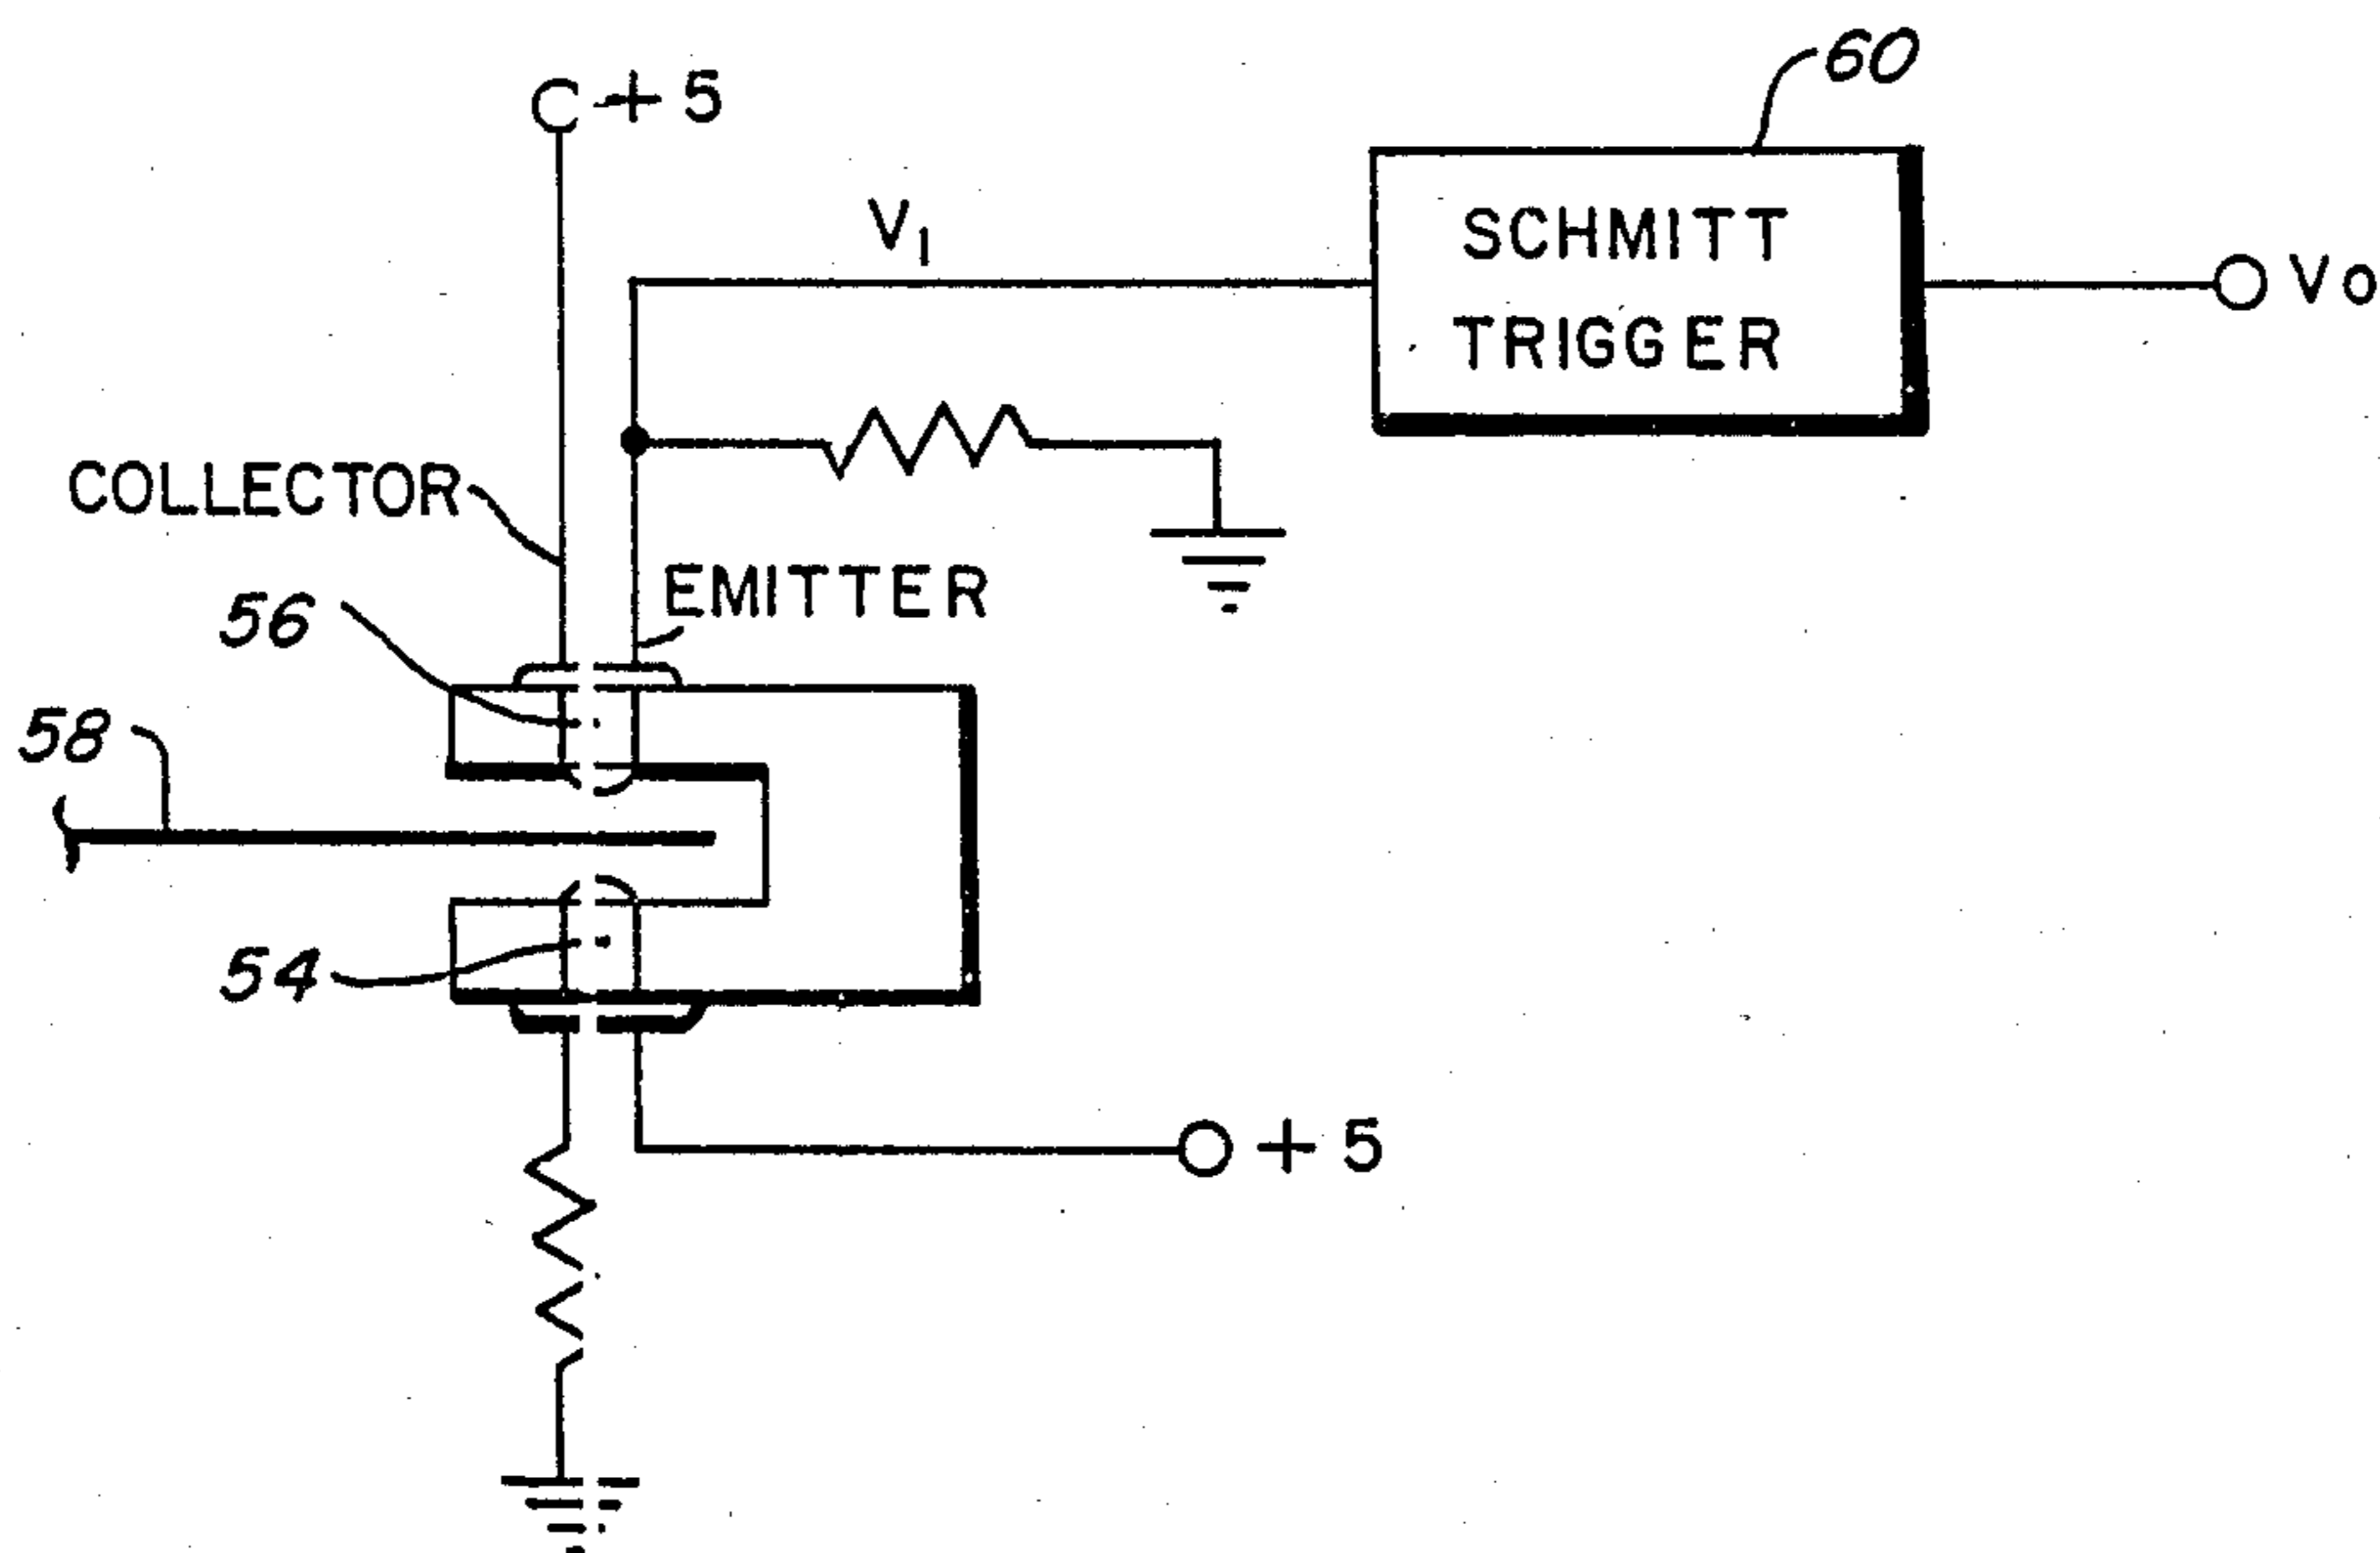 +5
60
V1
SCHMITT
TRIGGER
Vo
COLLECTOR
EMITTER
56
58
54
+5